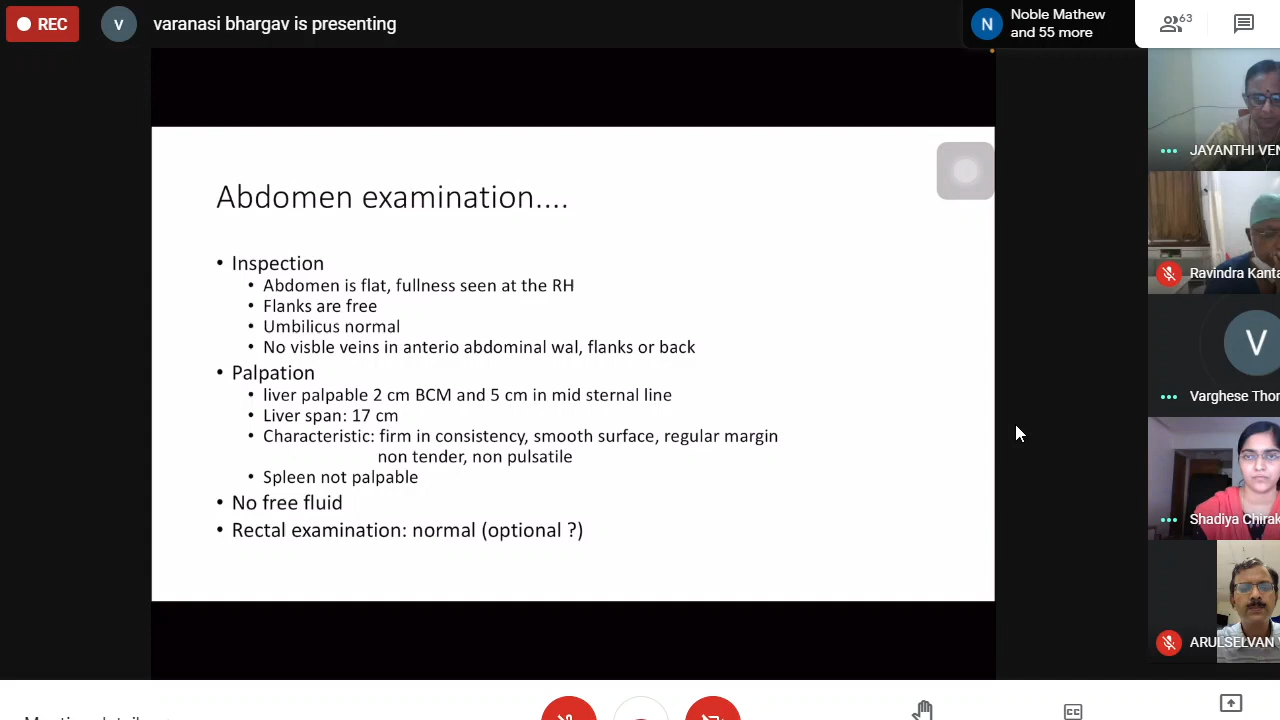 REC
V
varanasi bhargav is presenting
N
Noble Mathew
and 55 more
63
Abdomen examination....
• Inspection
• Abdomen is flat, fullness seen at the RH
• Flanks are free
• Umbilicus normal
• No visble veins in anterio abdominal wal, flanks or back
• Palpation
• liver palpable 2 cm BCM and 5 cm in mid sternal line
• Liver span: 17 cm
• Characteristic: firm in consistency, smooth surface, regular margin
non tender, non pulsatile
• Spleen not palpable
• No free fluid
• Rectal examination: normal (optional ?)
JAYANTHI VEN
Ravindra Kanta
V
Varghese Thor
Shadiya Chirak
ARULSELVAN V
CC